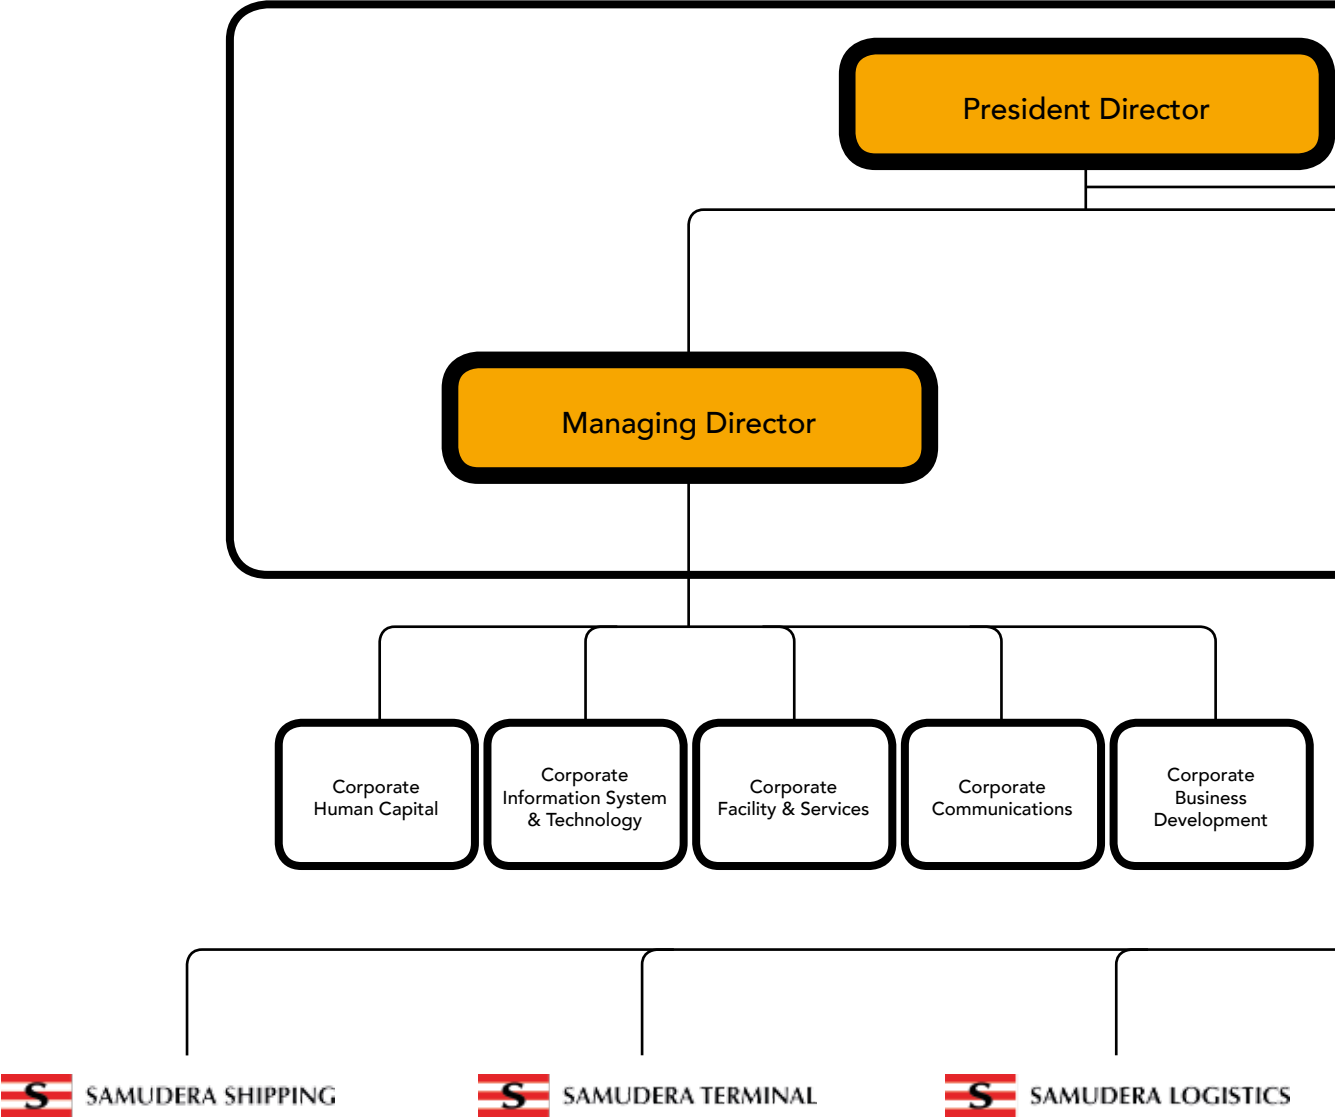 President Director
Managing Director
Corporate
Human Capital
Corporate
Information System
& Technology
Corporate
Facility & Services
Corporate
Communications
Corporate
Business
Development
S SAMUDERA SHIPPING
S SAMUDERA TERMINAL
S SAMUDERA LOGISTICS